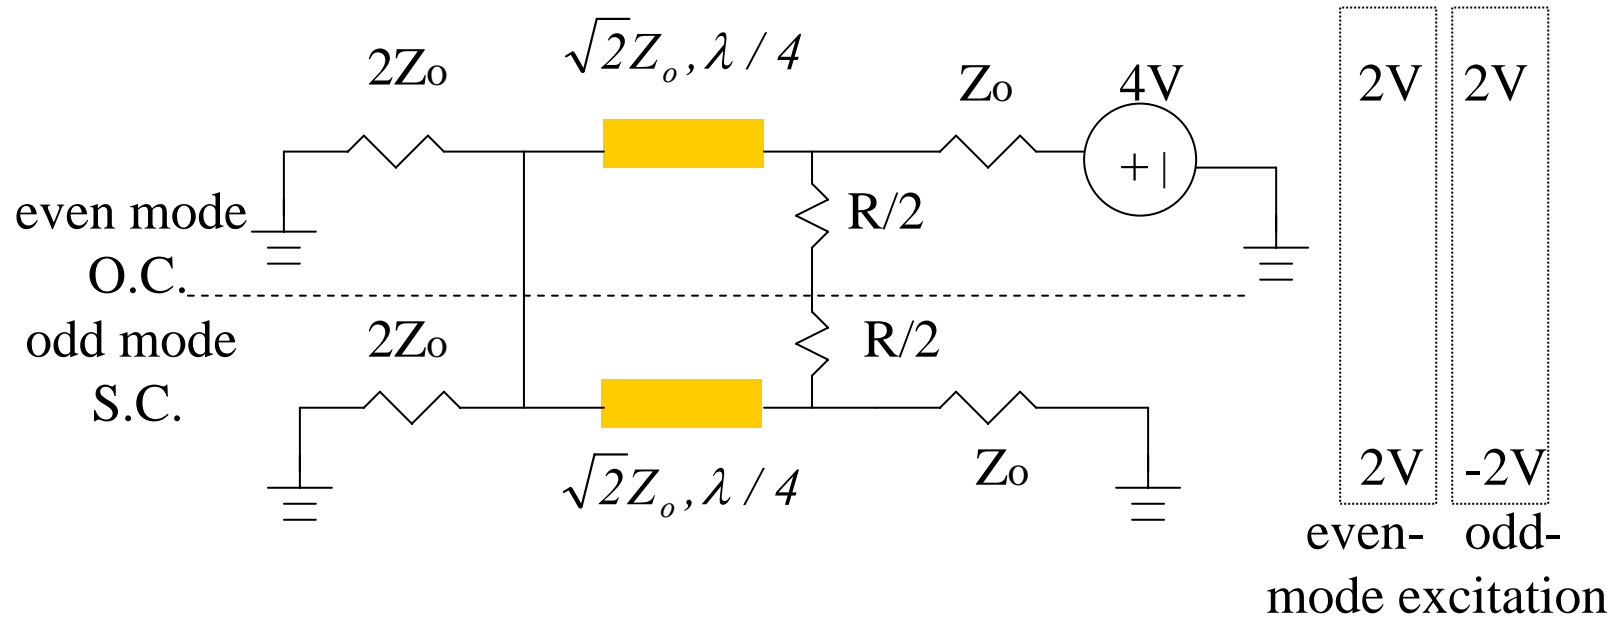 √2Zₒ, λ / 4
2Zo
Zo
4V
2V 2V
+ |
even mode
O.C.
R/2
odd mode
S.C.
2Zo
R/2
√2Zₒ, λ / 4
Zo
2V -2V
even- odd-
mode excitation